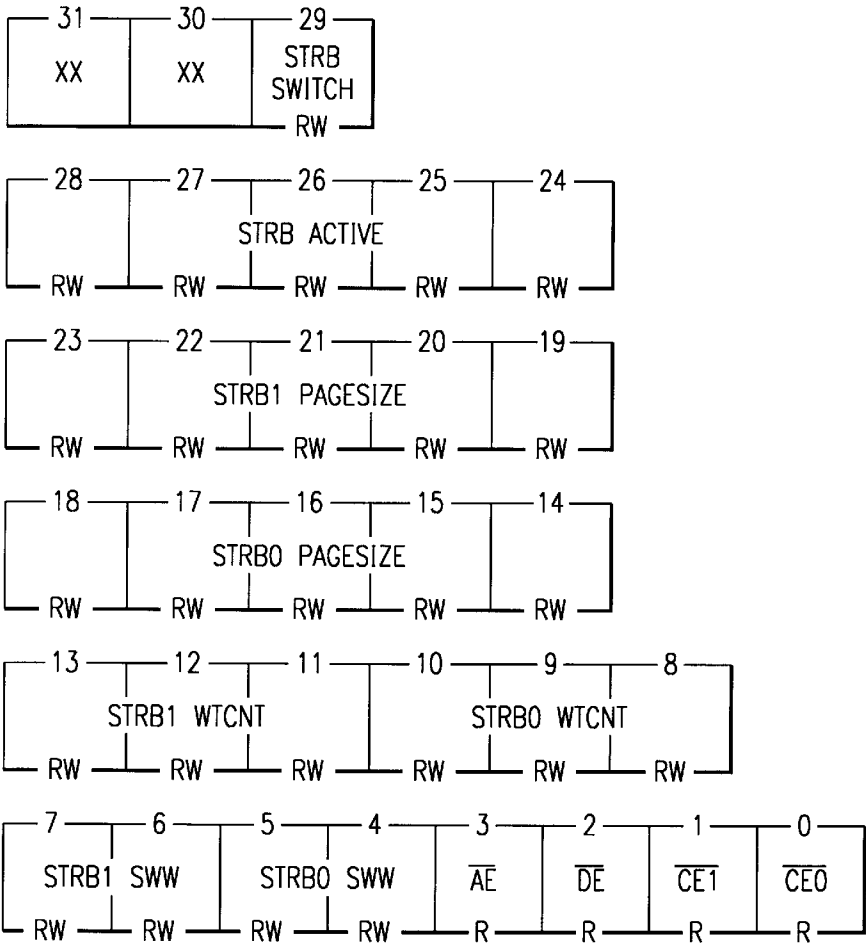 31 30 29
XX XX STRB
SWITCH
RW
28 27 26 25 24
STRB ACTIVE
RW RW RW RW RW
23 22 21 20 19
STRB1 PAGESIZE
RW RW RW RW RW
18 17 16 15 14
STRB0 PAGESIZE
RW RW RW RW RW
13 12 11 10 9 8
STRB1 WTCNT STRB0 WTCNT
RW RW RW RW RW RW
7 6 5 4 3 2 1 0
STRB1 SWW STRB0 SWW A̅E̅ D̅E̅ C̅E̅1̅ C̅E̅0̅
RW RW RW RW R R R R